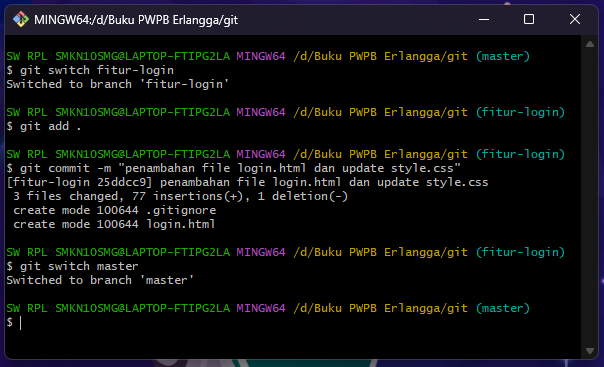 MINGW64:/d/Buku PWPB Erlangga/git
SW RPL SMKN1OSMG@LAPTOP-FTIPG2LA MINGW64 /d/Buku PWPB Erlangga/git (master)
$ git switch fitur-login
Switched to branch 'fitur-login'
SW RPL SMKN1OSMG@LAPTOP-FTIPG2LA MINGW64 /d/Buku PWPB Erlangga/git (fitur-login)
$ git add .
SW RPL SMKN1OSMG@LAPTOP-FTIPG2LA MINGW64 /d/Buku PWPB Erlangga/git (fitur-login)
$ git commit -m "penambahan file login.html dan update style.css"
[fitur-login 25ddcc9] penambahan file login.html dan update style.css
 3 files changed, 77 insertions(+), 1 deletion(-)
 create mode 100644 .gitignore
 create mode 100644 login.html
SW RPL SMKN1OSMG@LAPTOP-FTIPG2LA MINGW64 /d/Buku PWPB Erlangga/git (fitur-login)
$ git switch master
Switched to branch 'master'
SW RPL SMKN1OSMG@LAPTOP-FTIPG2LA MINGW64 /d/Buku PWPB Erlangga/git (master)
$